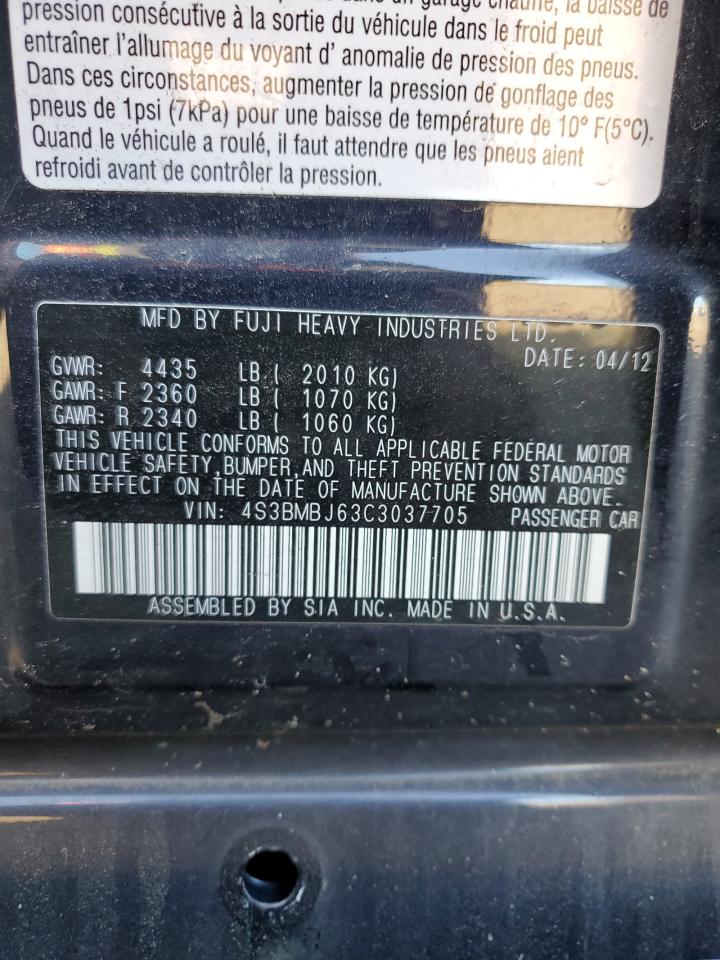 pression consécutive à la sortie du véhicule dans le froid peut
entraîner l'allumage du voyant d' anomalie de pression des pneus.
Dans ces circonstances, augmenter la pression de gonflage des
pneus de 1psi (7kPa) pour une baisse de température de 10° F(5°C).
Quand le véhicule a roulé, il faut attendre que les pneus aient
refroidi avant de contrôler la pression.
MFD BY FUJI HEAVY INDUSTRIES LTD.
DATE: 04/12
GVWR: 4435 LB ( 2010 KG)
GAWR: F 2360 LB ( 1070 KG)
GAWR: R 2340 LB ( 1060 KG)
THIS VEHICLE CONFORMS TO ALL APPLICABLE FEDERAL MOTOR
VEHICLE SAFETY,BUMPER,AND THEFT PREVENTION STANDARDS
IN EFFECT ON THE DATE OF MANUFACTURE SHOWN ABOVE.
VIN: 4S3BMBJ63C3037705 PASSENGER CAR
ASSEMBLED BY SIA INC. MADE IN U.S.A.